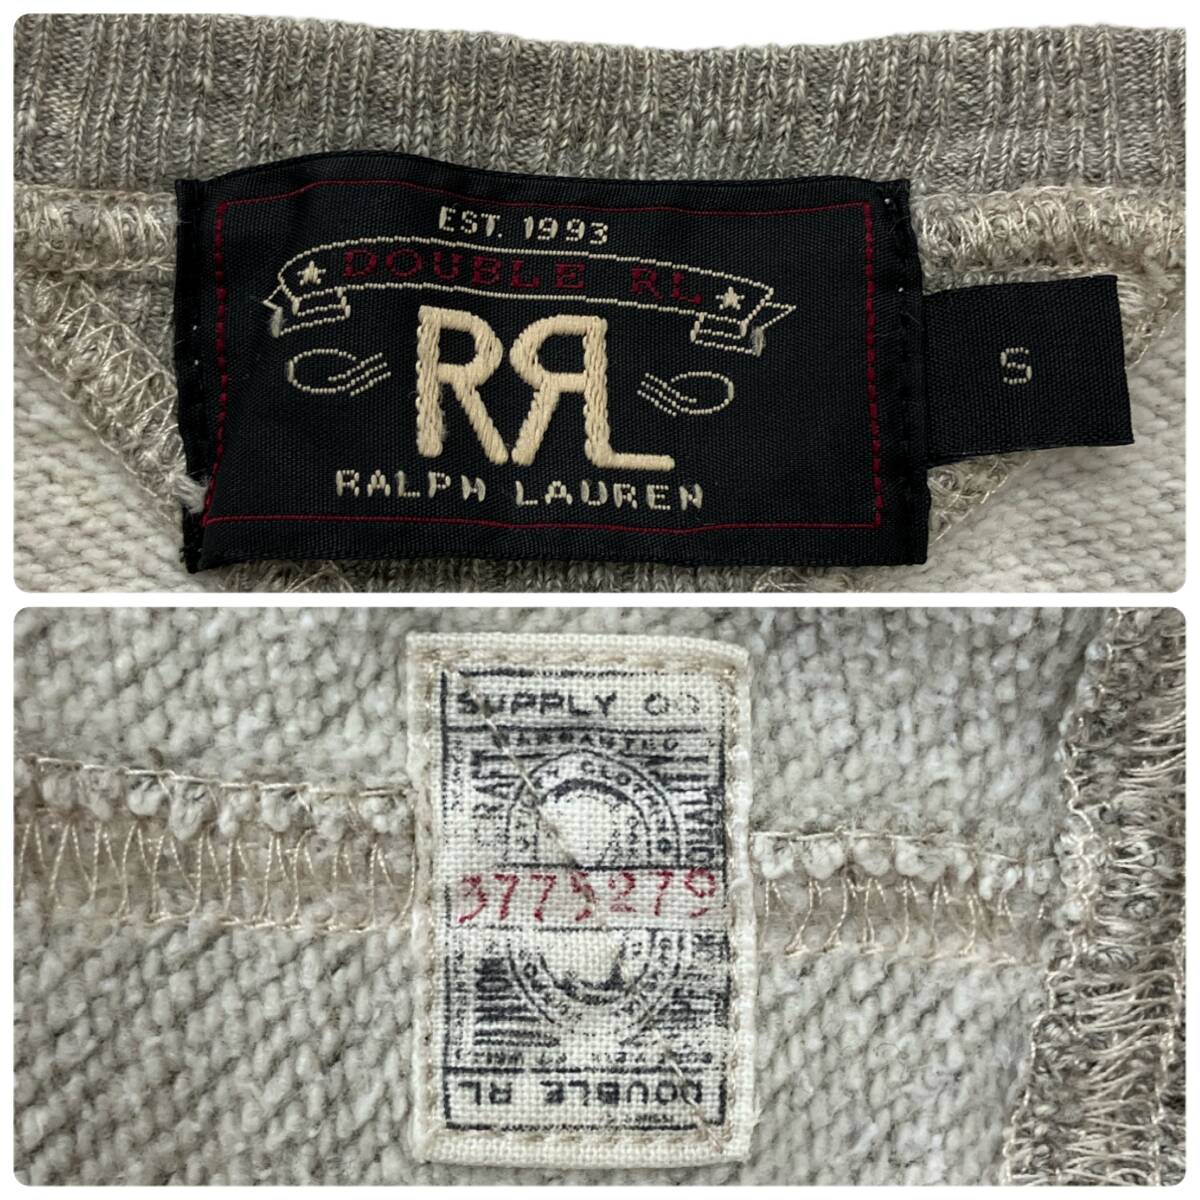 EST. 1993
DOUBLE RL
RRL
RALPH LAUREN
S
SUPPLY CO
3775279
DOUBLE RL